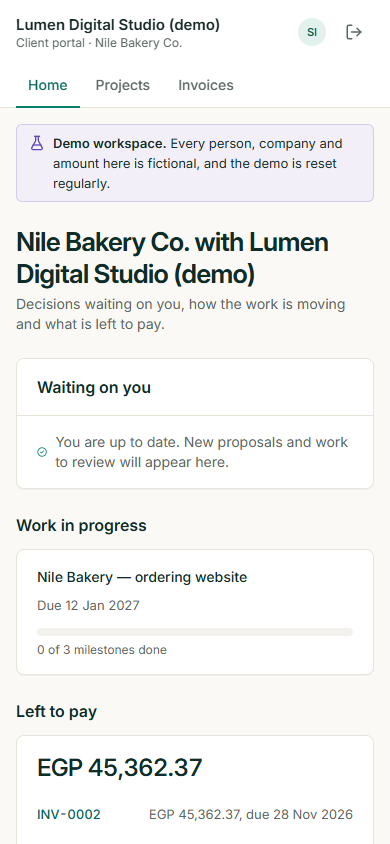 Lumen Digital Studio (demo)
Client portal · Nile Bakery Co.
SI
Home Projects Invoices
Demo workspace. Every person, company and
amount here is fictional, and the demo is reset
regularly.
Nile Bakery Co. with Lumen
Digital Studio (demo)
Decisions waiting on you, how the work is moving
and what is left to pay.
Waiting on you
You are up to date. New proposals and work
to review will appear here.
Work in progress
Nile Bakery — ordering website
Due 12 Jan 2027
0 of 3 milestones done
Left to pay
EGP 45,362.37
INV-0002 EGP 45,362.37, due 28 Nov 2026